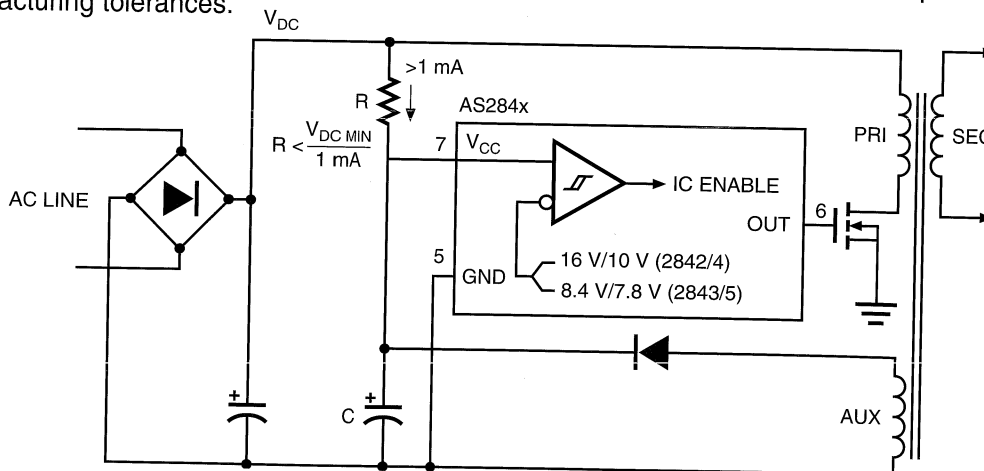 acturing tolerances.
V_DC
>1 mA
R
AS284x
R < V_DC MIN / 1 mA
7
V_CC
PRI
SEC
AC LINE
IC ENABLE
OUT
6
5
GND
16 V/10 V (2842/4)
8.4 V/7.8 V (2843/5)
+
+
C
AUX